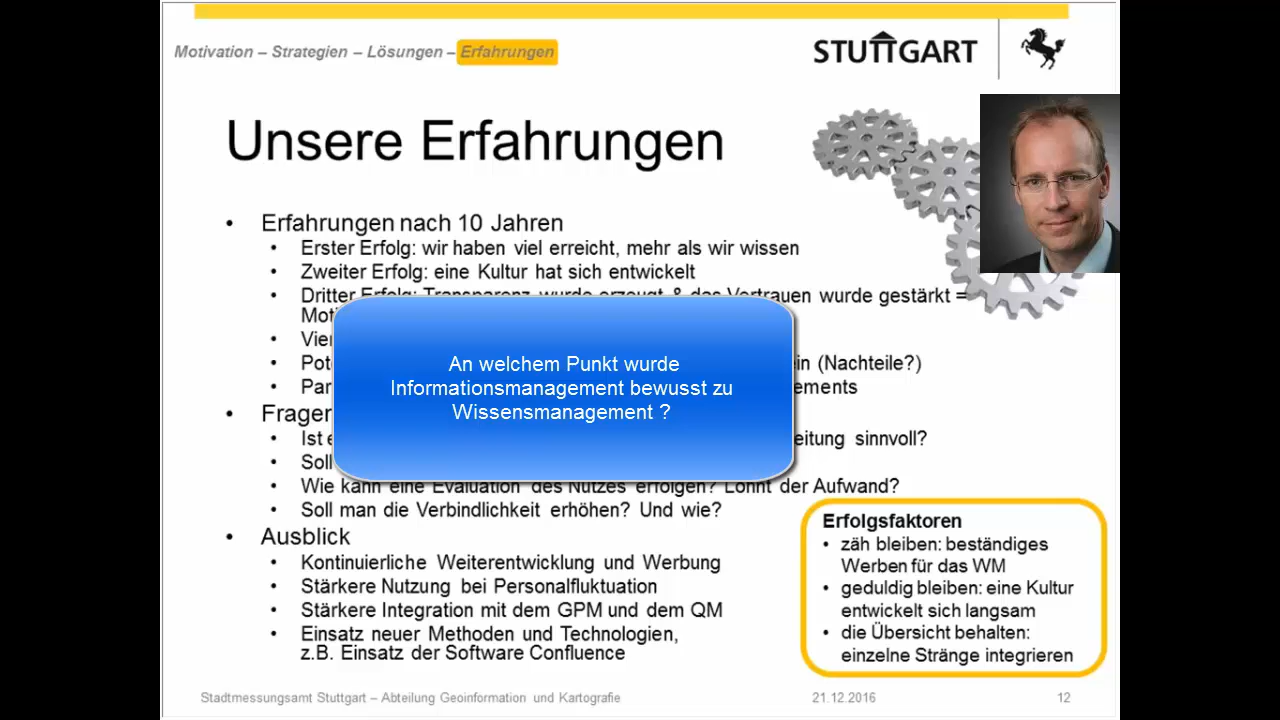 Motivation – Strategien – Lösungen – Erfahrungen
STUTTGART
Unsere Erfahrungen
• Erfahrungen nach 10 Jahren
• Erster Erfolg: wir haben viel erreicht, mehr als wir wissen
• Zweiter Erfolg: eine Kultur hat sich entwickelt
• Dritter Erfolg: Transparenz wurde erzeugt & das Vertrauen wurde gestärkt =
An welchem Punkt wurde
Informationsmanagement bewusst zu
Wissensmanagement ?
ein (Nachteile?)
• Ist
eitung sinnvoll?
• Soll
• Wie kann eine Evaluation des Nutzes erfolgen? Lohnt der Aufwand?
• Soll man die Verbindlichkeit erhöhen? Und wie?
• Ausblick
• Kontinuierliche Weiterentwicklung und Werbung
• Stärkere Nutzung bei Personalfluktuation
• Stärkere Integration mit dem GPM und dem QM
• Einsatz neuer Methoden und Technologien,
z.B. Einsatz der Software Confluence
Erfolgsfaktoren
• zäh bleiben: beständiges
Werben für das WM
• geduldig bleiben: eine Kultur
entwickelt sich langsam
• die Übersicht behalten:
einzelne Stränge integrieren
Stadtmessungsamt Stuttgart – Abteilung Geoinformation und Kartografie
21.12.2016
12